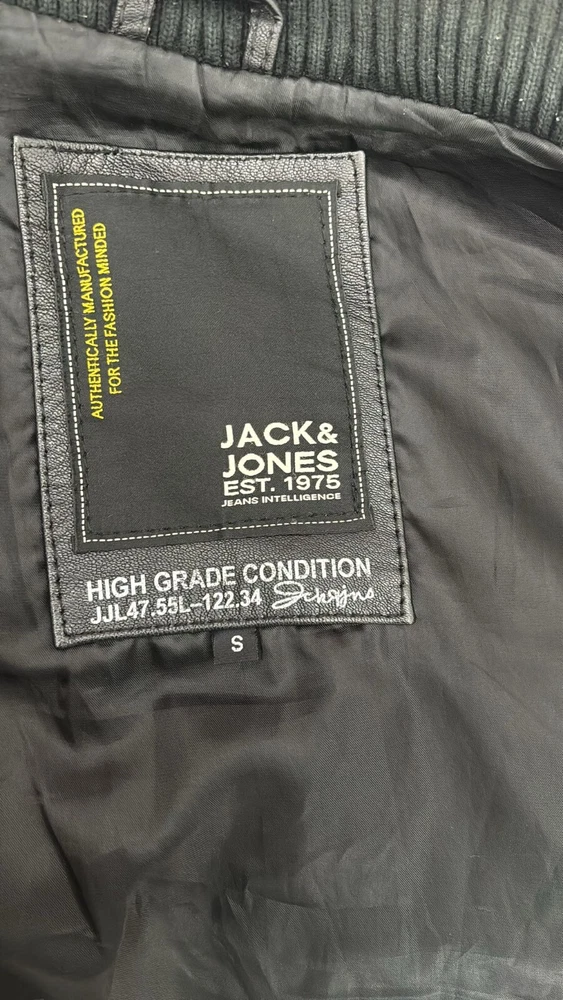 AUTHENTICALLY MANUFACTURED
FOR THE FASHION MINDED
JACK&
JONES
EST. 1975
JEANS INTELLIGENCE
HIGH GRADE CONDITION
JJL47.55L–122.34
S